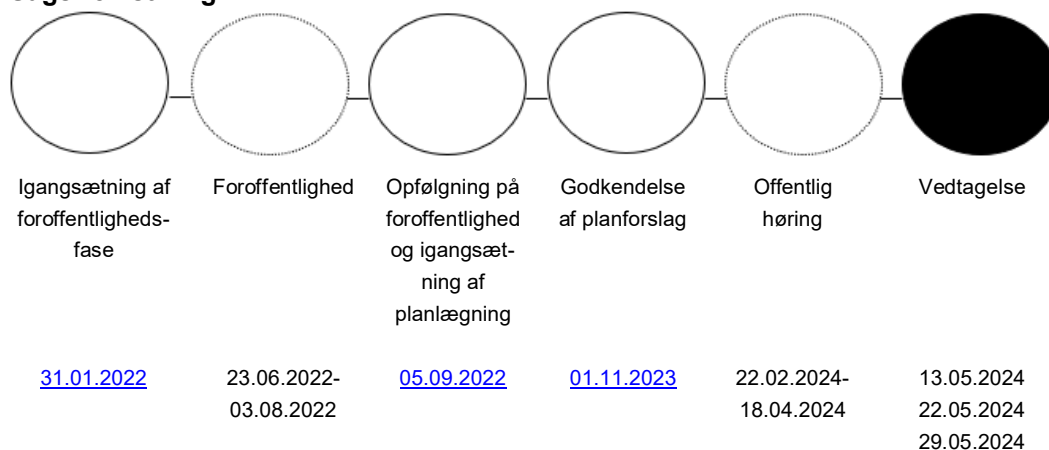 Igangsætning af
foroffentligheds-
fase
Foroffentlighed
Opfølgning på
foroffentlighed
og igangsæt-
ning af
planlægning
Godkendelse
af planforslag
Offentlig
høring
Vedtagelse
31.01.2022
23.06.2022-
03.08.2022
05.09.2022
01.11.2023
22.02.2024-
18.04.2024
13.05.2024
22.05.2024
29.05.2024